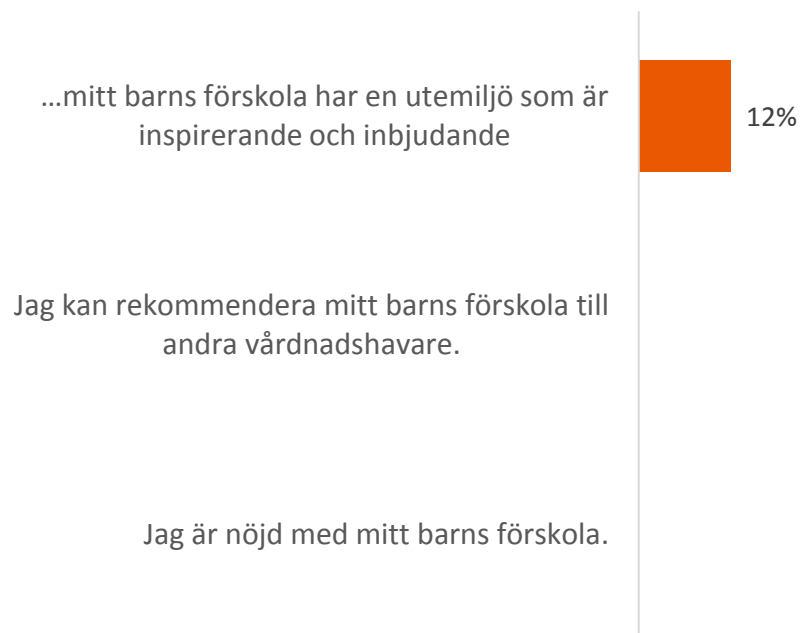 …mitt barns förskola har en utemiljö som är
inspirerande och inbjudande
12%
Jag kan rekommendera mitt barns förskola till
andra vårdnadshavare.
Jag är nöjd med mitt barns förskola.